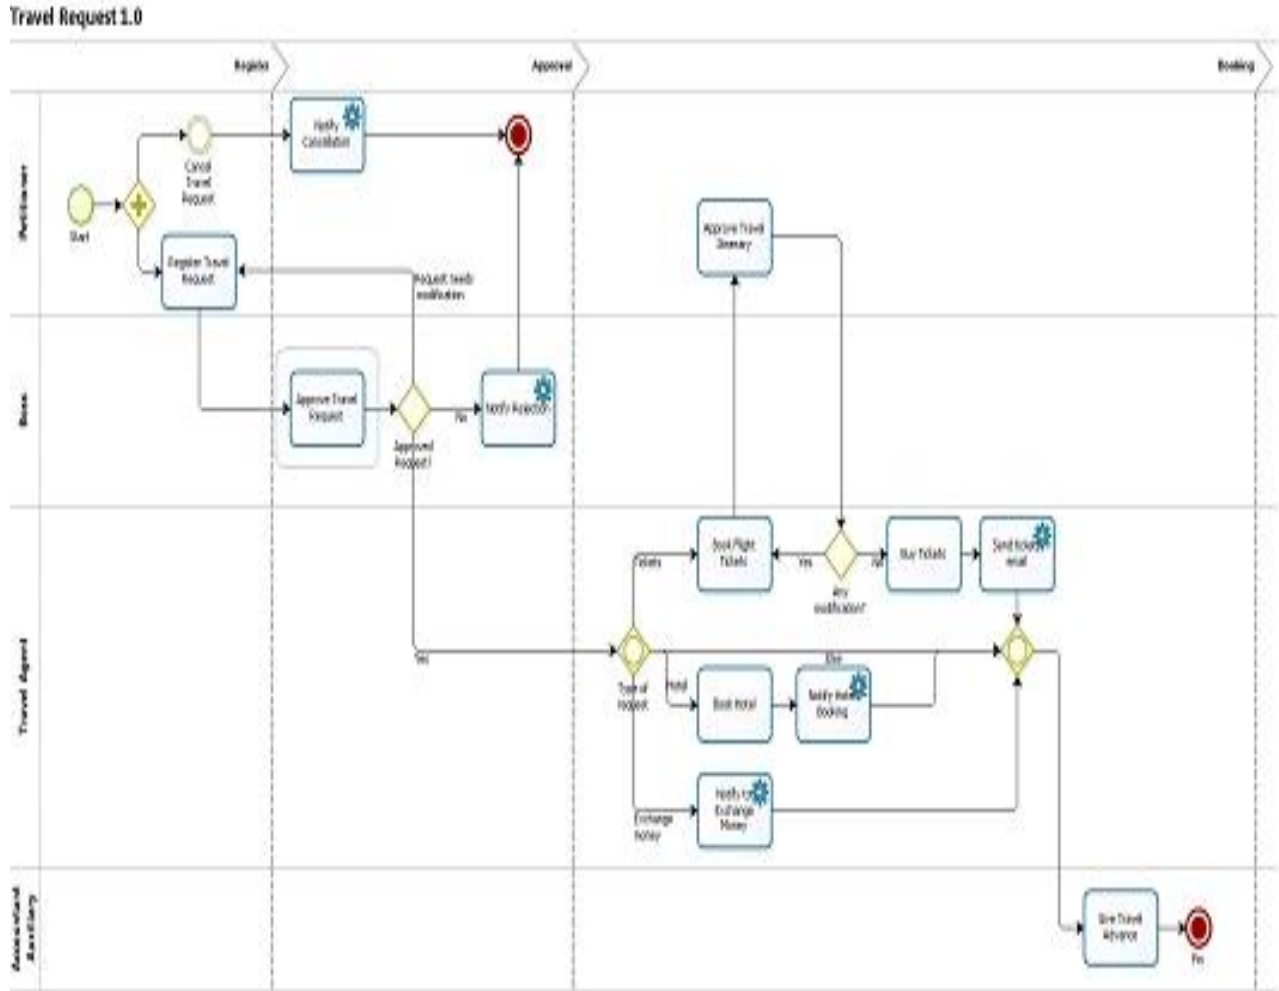 Travel Request 1.0
Register
Approval
Booking
Petitioner
Start
Cancel
Travel
Request
Notify
Cancellation
Register Travel
Request
Request needs
modification
Approve Travel
Itinerary
Boss
Approve Travel
Request
Approved
Request?
No
Notify Rejection
Yes
Travel Agent
Type of
request
Tickets
Book Flight
Tickets
Yes
Any
modification?
No
Buy Tickets
Send tickets
email
Else
Hotel
Book Hotel
Notify Hotel
Booking
Exchange
money
Notify to
Exchange
Money
Accountant
Auxiliary
Give Travel
Advance